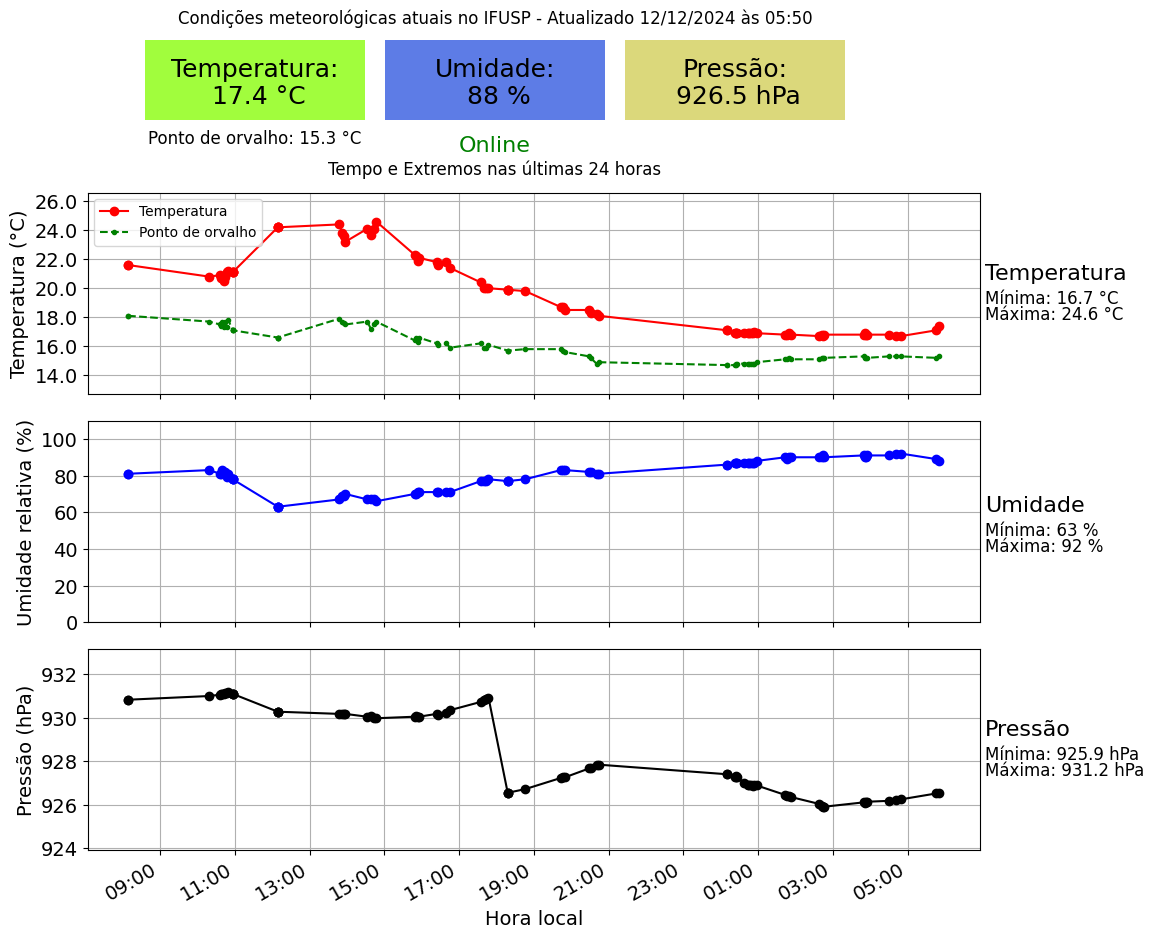 Condições meteorológicas atuais no IFUSP - Atualizado 12/12/2024 às 05:50
Temperatura:
17.4 °C
Umidade:
88 %
Pressão:
926.5 hPa
Ponto de orvalho: 15.3 °C
Online
Tempo e Extremos nas últimas 24 horas
Temperatura (°C)
26.0
24.0
22.0
20.0
18.0
16.0
14.0
Temperatura
Ponto de orvalho
Temperatura
Mínima: 16.7 °C
Máxima: 24.6 °C
Umidade relativa (%)
100
80
60
40
20
0
Umidade
Mínima: 63 %
Máxima: 92 %
Pressão (hPa)
932
930
928
926
924
Pressão
Mínima: 925.9 hPa
Máxima: 931.2 hPa
09:00
11:00
13:00
15:00
17:00
19:00
21:00
23:00
01:00
03:00
05:00
Hora local